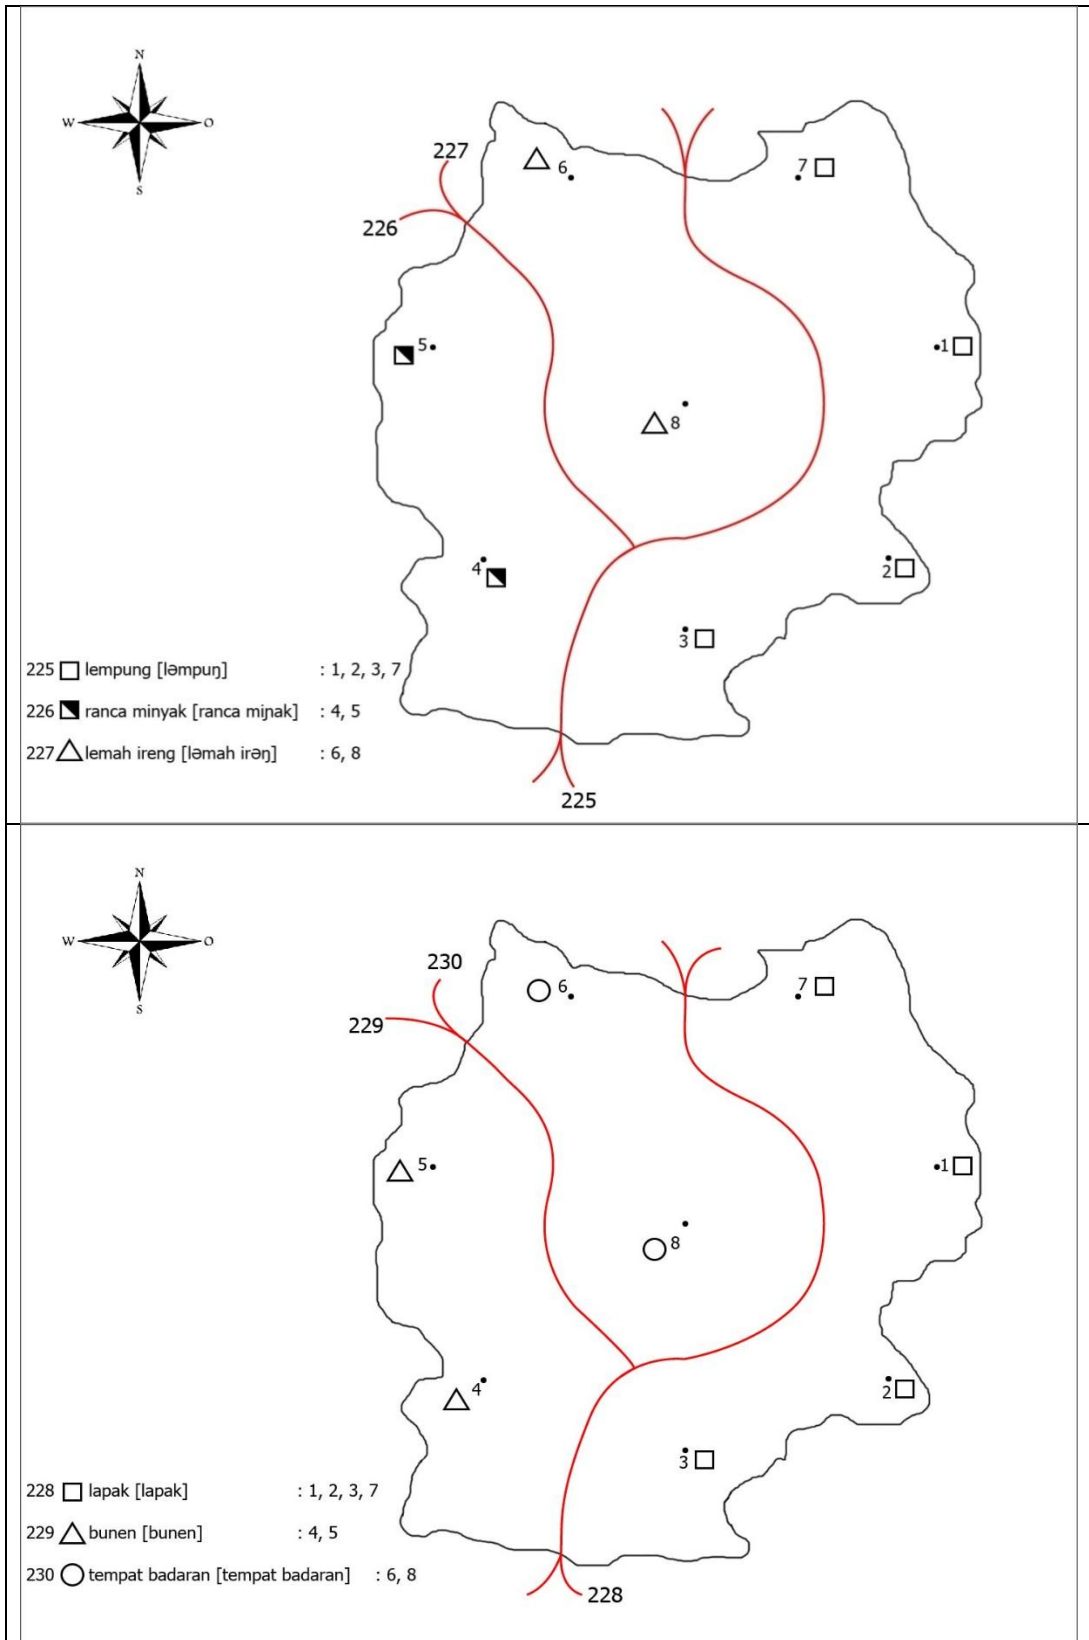 N
W O
S
227
226
6
7
5
1
8
4
2
3
225 lempung [ləmpuŋ] : 1, 2, 3, 7
226 ranca minyak [ranca miɲak] : 4, 5
227 lemah ireng [ləmah irəŋ] : 6, 8
225
N
W O
S
230
229
6
7
5
1
8
4
2
3
228 lapak [lapak] : 1, 2, 3, 7
229 bunen [bunen] : 4, 5
230 tempat badaran [tempat badaran] : 6, 8
228